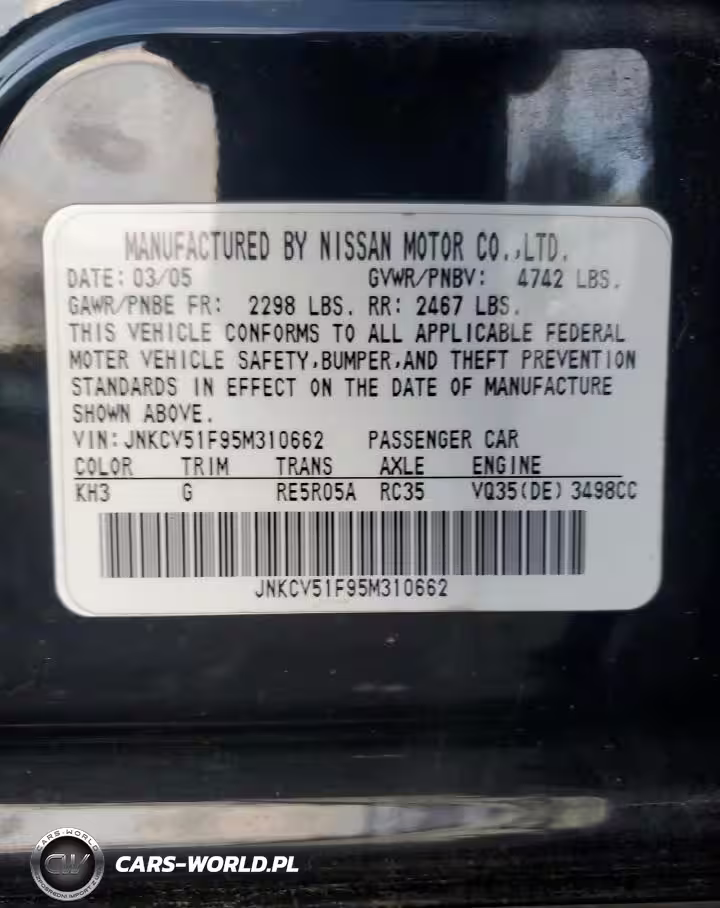 MANUFACTURED BY NISSAN MOTOR CO.,LTD.
DATE: 03/05 GVWR/PNBV: 4742 LBS.
GAWR/PNBE FR: 2298 LBS. RR: 2467 LBS.
THIS VEHICLE CONFORMS TO ALL APPLICABLE FEDERAL
MOTER VEHICLE SAFETY,BUMPER,AND THEFT PREVENTION
STANDARDS IN EFFECT ON THE DATE OF MANUFACTURE
SHOWN ABOVE.
VIN: JNKCV51F95M310662 PASSENGER CAR
COLOR TRIM TRANS AXLE ENGINE
KH3 G RE5R05A RC35 VQ35(DE) 3498CC
JNKCV51F95M310662
CARS-WORLD
CW
CARS-WORLD.PL